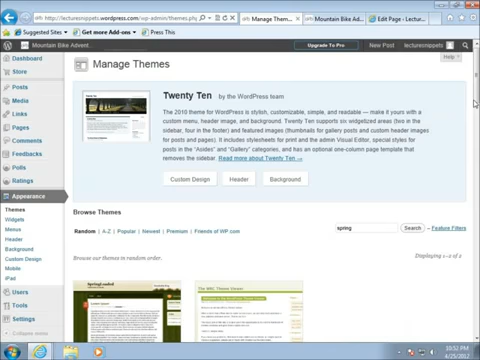 http://lecturesnippets.wordpress.com/wp-admin/themes.php
Manage Themes ‹ Mount...
Mountain Bike Adv...
Edit Page ‹ Lectur...
Suggested Sites
Get more Add-ons
Mountain Bike Advent
Upgrade To Pro
New Post
lecturesnippets
Help
Dashboard
Store
Posts
Media
Links
Pages
Comments
Feedbacks
Polls
Ratings
Appearance
Themes
Widgets
Menus
Header
Background
Custom Design
Mobile
iPad
Users
Tools
Settings
Collapse menu
Manage Themes
Twenty Ten by the WordPress team
The 2010 theme for WordPress is stylish, customizable, simple, and readable — make it yours with a
custom menu, header image, and background. Twenty Ten supports six widgetized areas (two in the
sidebar, four in the footer) and featured images (thumbnails for gallery posts and custom header images
for posts and pages). It includes stylesheets for print and the admin Visual Editor, special styles for
posts in the "Asides" and "Gallery" categories, and has an optional one-column page template that
removes the sidebar. Read more about Twenty Ten →
Custom Design
Header
Background
Browse Themes
Random | A-Z | Popular | Newest | Premium | Friends of WP.com
spring
Search
– Feature Filters
Browse our themes in random order.
Displaying 1–2 of 2
SpringLoaded
10:32 PM
4/25/2012